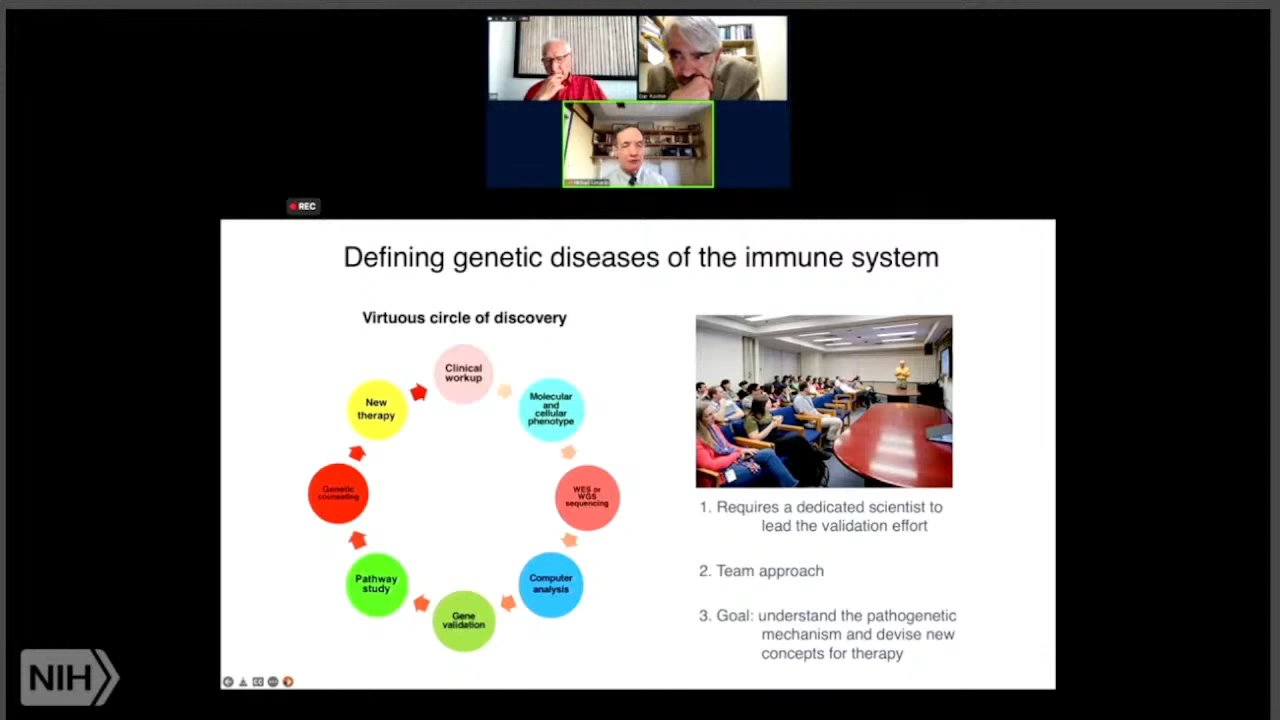 REC
Defining genetic diseases of the immune system
Virtuous circle of discovery
Clinical
workup
Molecular
and
cellular
phenotype
WES or
WGS
sequencing
Computer
analysis
Gene
validation
Pathway
study
Genetic
counseling
New
therapy
1. Requires a dedicated scientist to
lead the validation effort
2. Team approach
3. Goal: understand the pathogenetic
mechanism and devise new
concepts for therapy
NIH